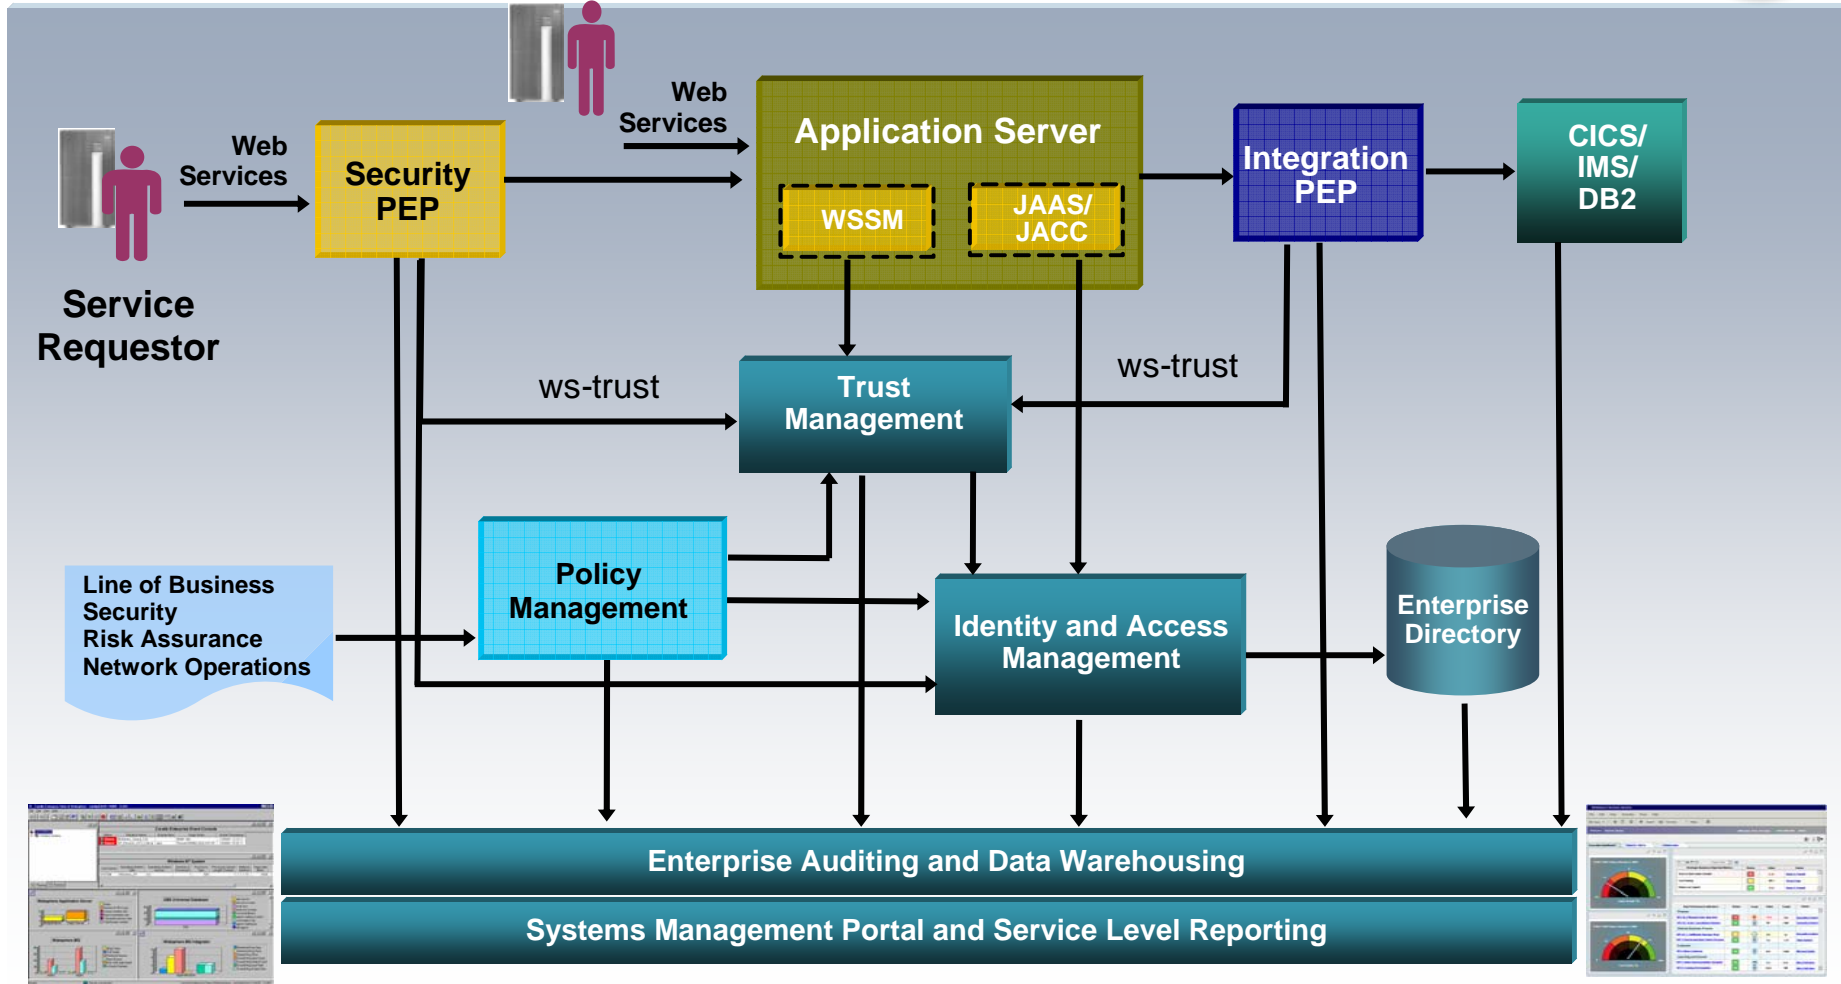 Web
Services
Application Server
Web
Services
Security
PEP
WSSM
JAAS/
JACC
Integration
PEP
CICS/
IMS/
DB2
Service
Requestor
ws-trust
Trust
Management
ws-trust
Line of Business
Security
Risk Assurance
Network Operations
Policy
Management
Identity and Access
Management
Enterprise
Directory
Enterprise Auditing and Data Warehousing
Systems Management Portal and Service Level Reporting